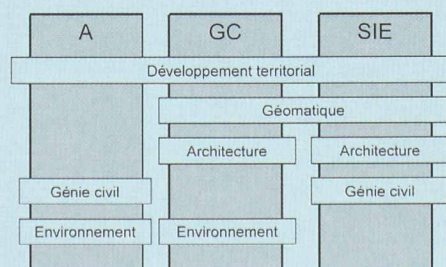 A GC SIE
Développement territorial
Géomatique
Architecture Architecture
Génie civil Génie civil
Environnement Environnement